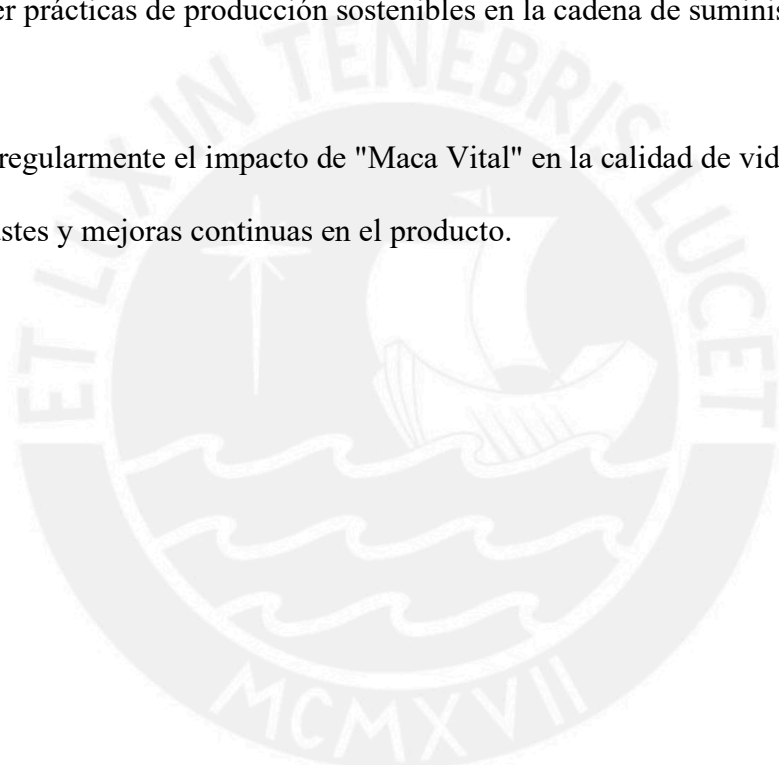 er prácticas de producción sostenibles en la cadena de suminis
regularmente el impacto de "Maca Vital" en la calidad de vid
stes y mejoras continuas en el producto.
ET LUX IN TENEBRIS LUCET
MCMXVII